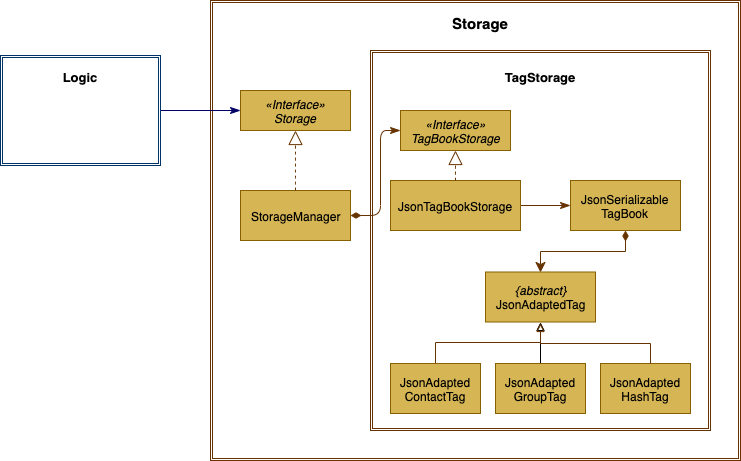 Storage
Logic
TagStorage
«Interface»
Storage
«Interface»
TagBookStorage
StorageManager
JsonTagBookStorage
JsonSerializable
TagBook
{abstract}
JsonAdaptedTag
JsonAdapted
ContactTag
JsonAdapted
GroupTag
JsonAdapted
HashTag